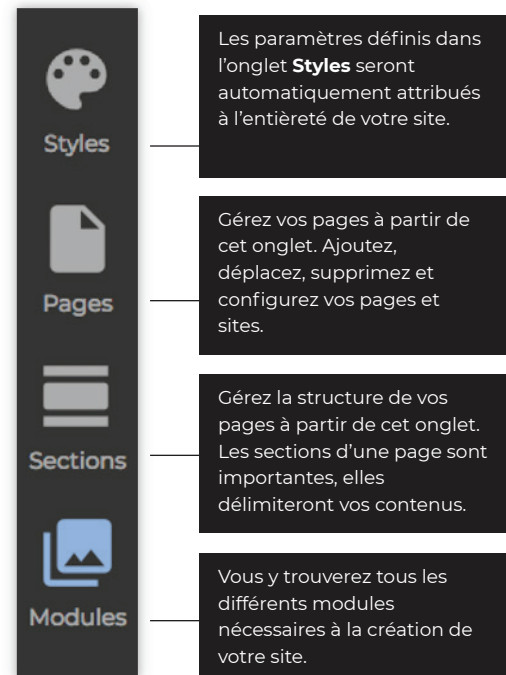 Styles
Les paramètres définis dans
l’onglet Styles seront
automatiquement attribués
à l’entièreté de votre site.
Pages
Gérez vos pages à partir de
cet onglet. Ajoutez,
déplacez, supprimez et
configurez vos pages et
sites.
Sections
Gérez la structure de vos
pages à partir de cet onglet.
Les sections d’une page sont
importantes, elles
délimiteront vos contenus.
Modules
Vous y trouverez tous les
différents modules
nécessaires à la création de
votre site.